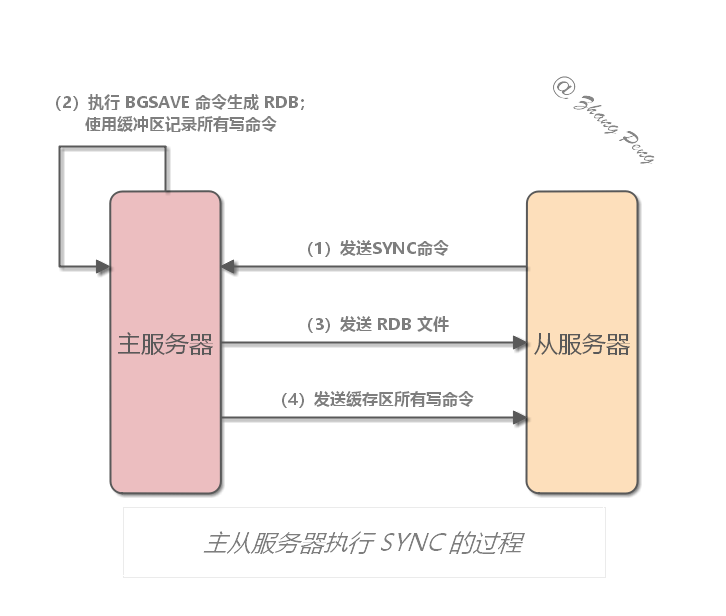 @ Zhang Peng
（2）执行 BGSAVE 命令生成 RDB；
使用缓冲区记录所有写命令
（1）发送SYNC命令
（3）发送 RDB 文件
主服务器
从服务器
（4）发送缓存区所有写命令
主从服务器执行 SYNC 的过程